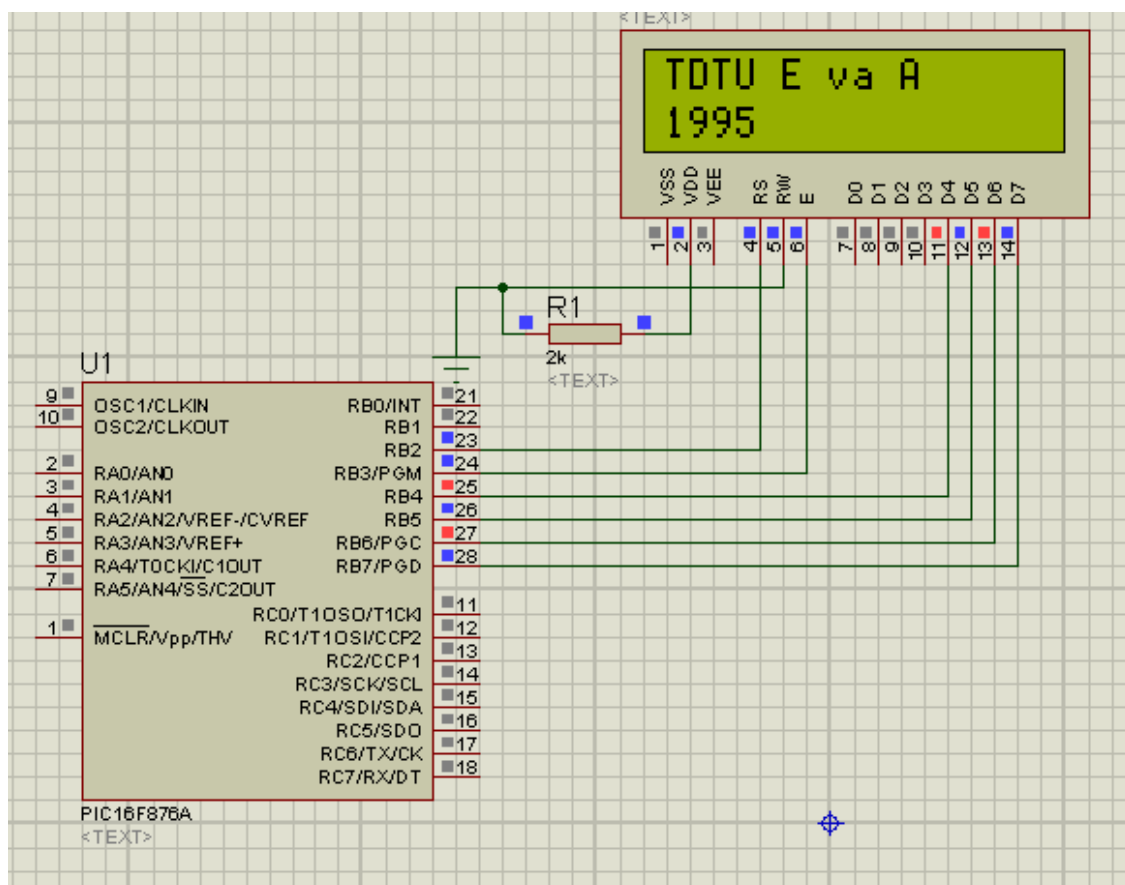 <TEXT>
TDTU E va A
1995
VSS
VDD
VEE
RS
RW
E
D0
D1
D2
D3
D4
D5
D6
D7
1
2
3
4
5
6
7
8
9
10
11
12
13
14
R1
2k
<TEXT>
U1
9
OSC1/CLKIN
10
OSC2/CLKOUT
2
RA0/AN0
3
RA1/AN1
4
RA2/AN2/VREF-/CVREF
5
RA3/AN3/VREF+
6
RA4/T0CKI/C1OUT
7
RA5/AN4/SS/C2OUT
1
MCLR/Vpp/THV
RB0/INT
21
RB1
22
RB2
23
RB3/PGM
24
RB4
25
RB5
26
RB6/PGC
27
RB7/PGD
28
RC0/T1OSO/T1CKI
11
RC1/T1OSI/CCP2
12
RC2/CCP1
13
RC3/SCK/SCL
14
RC4/SDI/SDA
15
RC5/SDO
16
RC6/TX/CK
17
RC7/RX/DT
18
PIC16F876A
<TEXT>